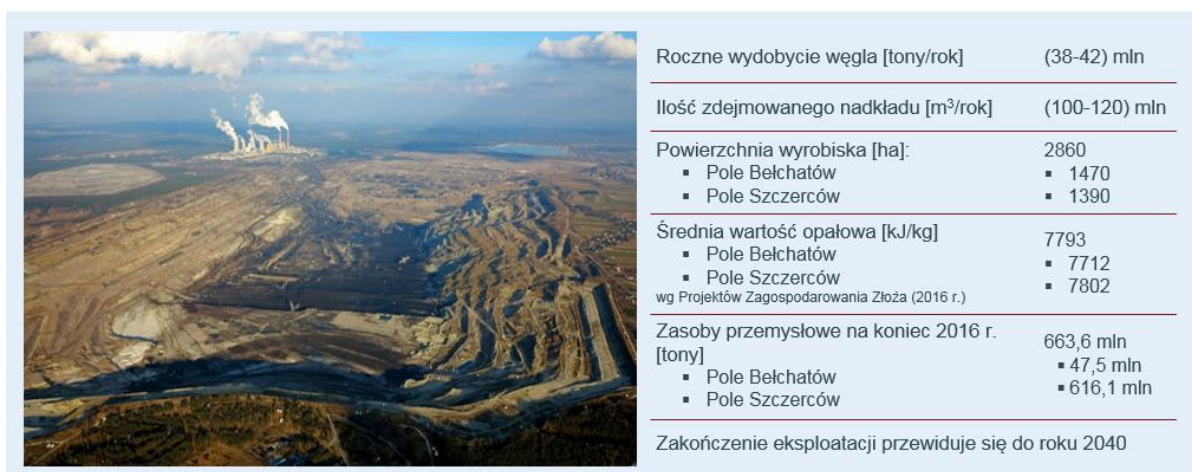 Roczne wydobycie węgla [tony/rok] (38-42) mln
Ilość zdejmowanego nadkładu [m³/rok] (100-120) mln
Powierzchnia wyrobiska [ha]: 2860
▪ Pole Bełchatów ▪ 1470
▪ Pole Szczerców ▪ 1390
Średnia wartość opałowa [kJ/kg] 7793
▪ Pole Bełchatów ▪ 7712
▪ Pole Szczerców ▪ 7802
wg Projektów Zagospodarowania Złoża (2016 r.)
Zasoby przemysłowe na koniec 2016 r.
[tony] 663,6 mln
▪ Pole Bełchatów ▪ 47,5 mln
▪ Pole Szczerców ▪ 616,1 mln
Zakończenie eksploatacji przewiduje się do roku 2040